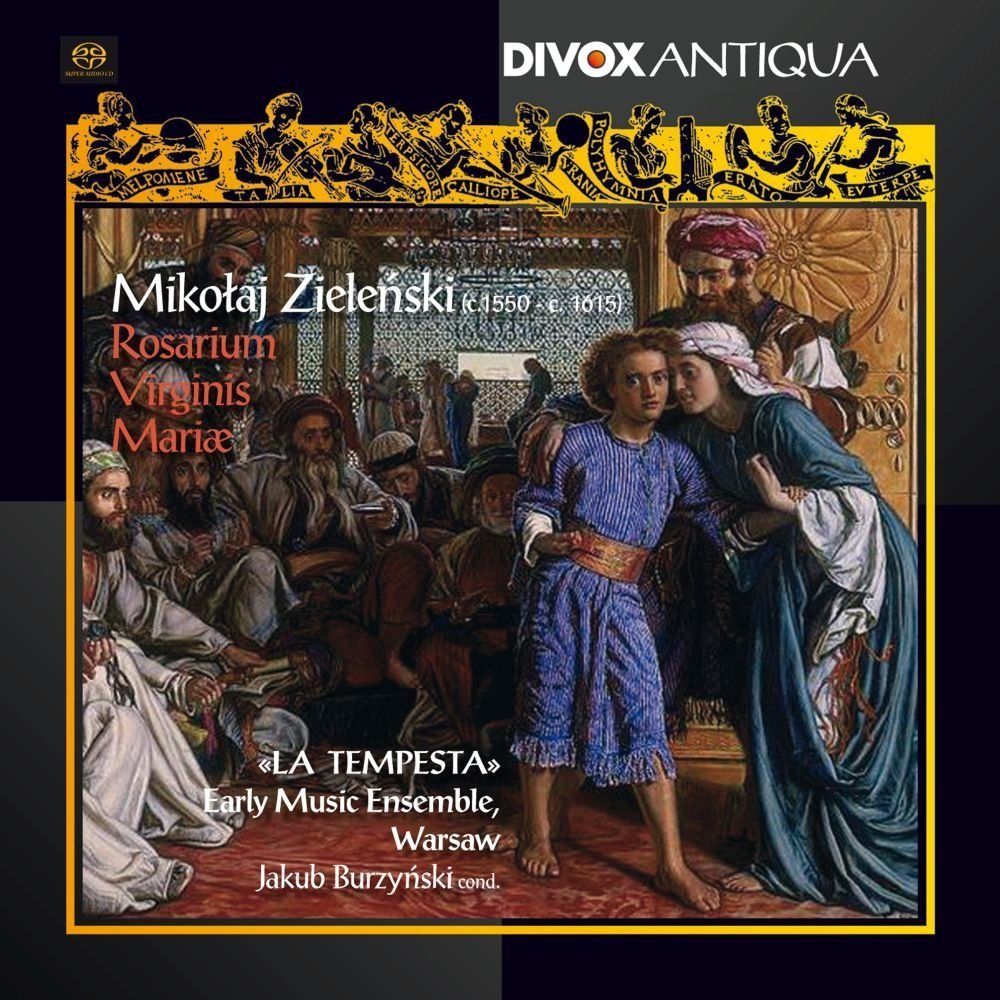 SUPER AUDIO CD
DIVOX ANTIQUA
MELPOMENE
TALIA
TERPSICORE
CALLIOPE
VRANIA
POLYHYMNIA
ERATO
EVTERPE
Mikołaj Zieleński (c.1550 - c. 1615)
Rosarium
Virginis
Mariæ
«LA TEMPESTA»
Early Music Ensemble,
Warsaw
Jakub Burzyński cond.